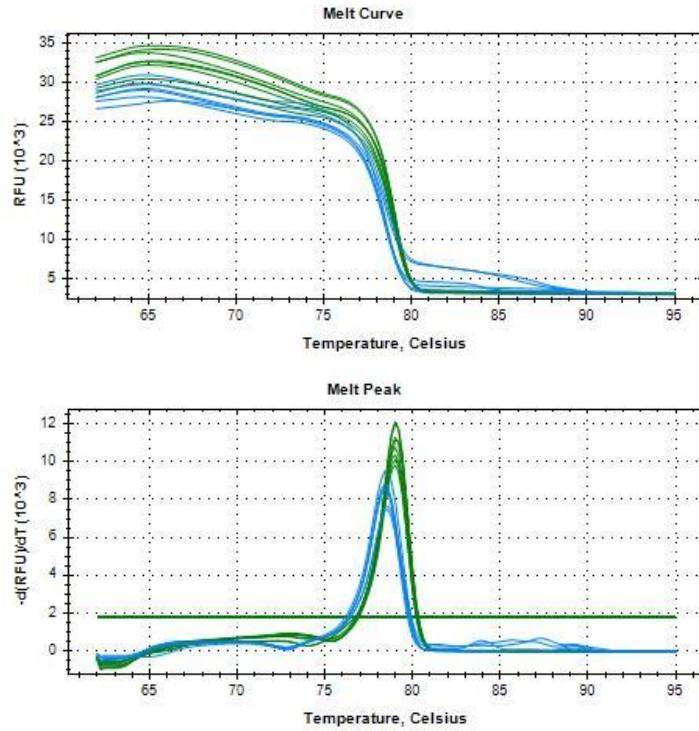 Melt Curve
35
30
25
20
15
10
5
RFU (10^3)
65 70 75 80 85 90 95
Temperature, Celsius
Melt Peak
12
10
8
6
4
2
0
-d(RFU)/dT (10^3)
65 70 75 80 85 90 95
Temperature, Celsius